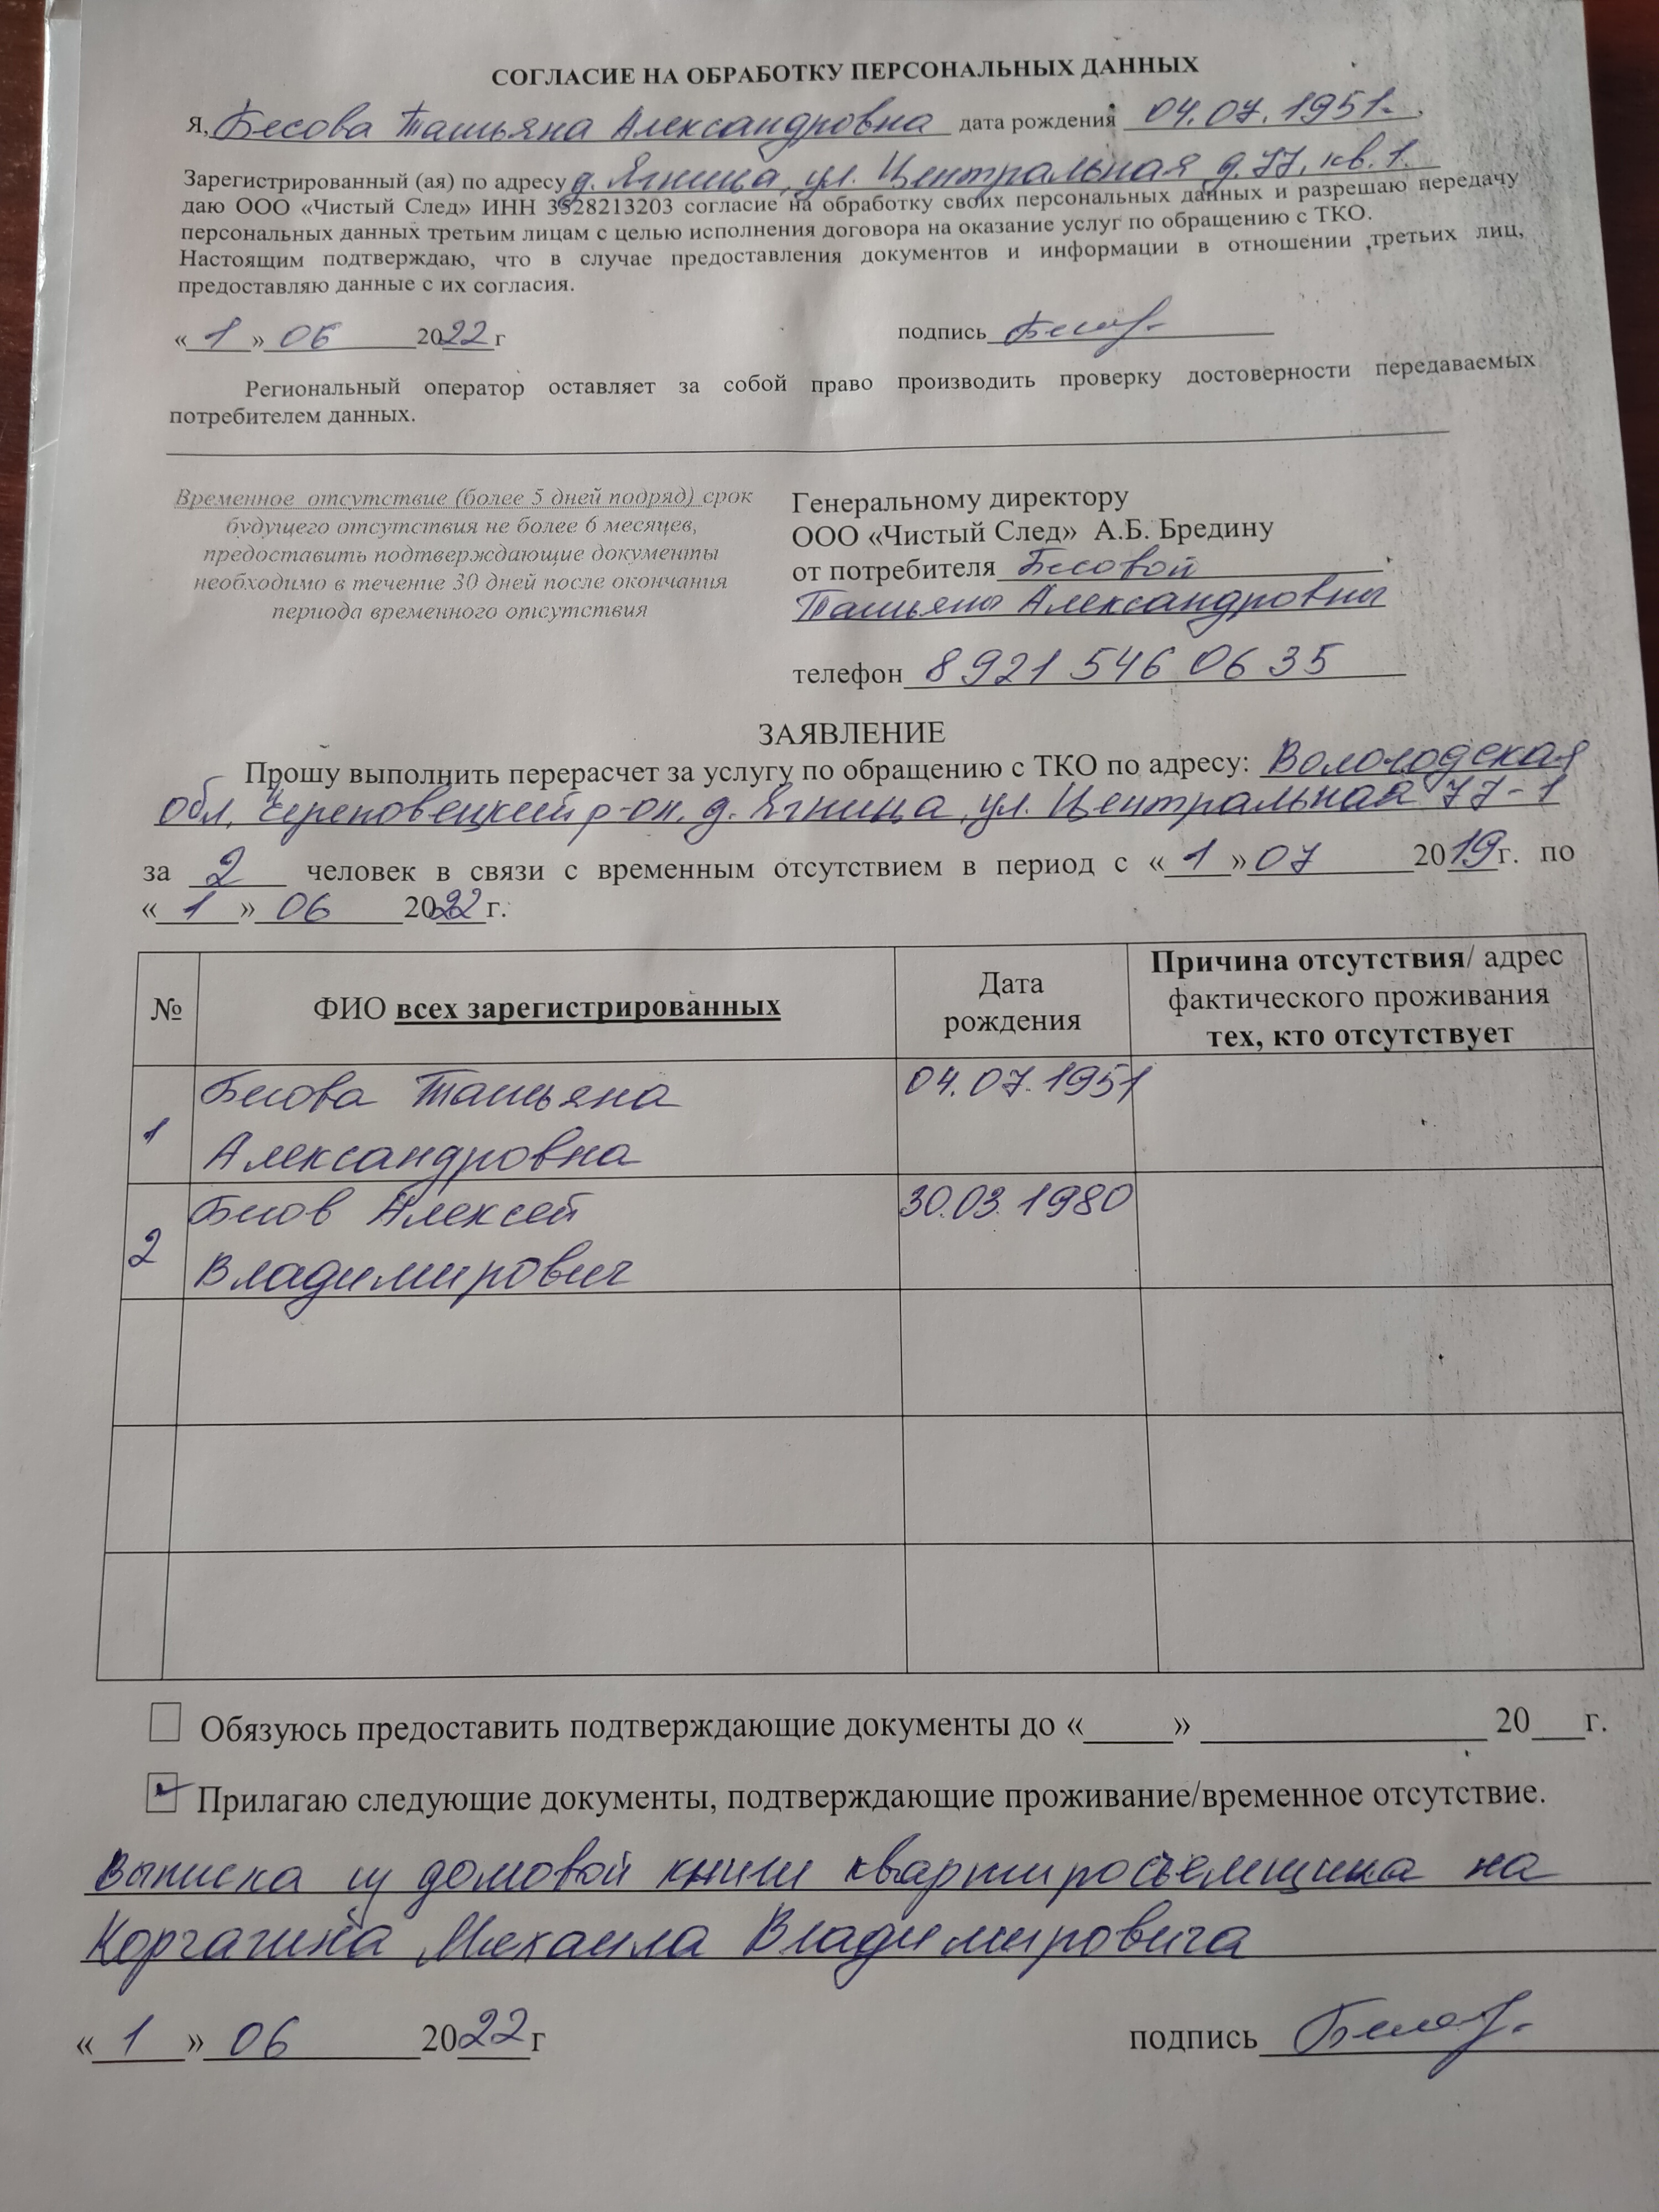 СОГЛАСИЕ НА ОБРАБОТКУ ПЕРСОНАЛЬНЫХ ДАННЫХ
Я, Бесова Татьяна Александровна дата рождения 04.07.1951г.
Зарегистрированный (ая) по адресу д. Ягница, ул. Центральная д.77, кв.1.
даю ООО «Чистый След» ИНН 3528213203 согласие на обработку своих персональных данных и разрешаю передачу
персональных данных третьим лицам с целью исполнения договора на оказание услуг по обращению с ТКО.
Настоящим подтверждаю, что в случае предоставления документов и информации в отношении третьих лиц,
предоставляю данные с их согласия.
«1» 06 2022г подпись
Региональный оператор оставляет за собой право производить проверку достоверности передаваемых
потребителем данных.
Временное отсутствие (более 5 дней подряд) срок
будущего отсутствия не более 6 месяцев,
предоставить подтверждающие документы
необходимо в течение 30 дней после окончания
периода временного отсутствия
Генеральному директору
ООО «Чистый След» А.Б. Бредину
от потребителя Бесовой
Татьяны Александровны
телефон 8 921 546 06 35
ЗАЯВЛЕНИЕ
Прошу выполнить перерасчет за услугу по обращению с ТКО по адресу: Вологодская
обл, Череповецкий р-он. д. Ягница, ул. Центральная 77-1
за 2 человек в связи с временным отсутствием в период с «1» 07 2019г. по
«1» 06 2022г.
№ ФИО всех зарегистрированных Дата рождения Причина отсутствия/ адрес фактического проживания тех, кто отсутствует
1 Бесова Татьяна 04.07.1951
Александровна
2 Бесов Алексей 30.03.1980
Владимирович
Обязуюсь предоставить подтверждающие документы до «____» ____________ 20__г.
Прилагаю следующие документы, подтверждающие проживание/временное отсутствие.
Выписка из домовой книги квартиросъемщика на
Корчагина Михаила Владимировича
«1» 06 2022г подпись